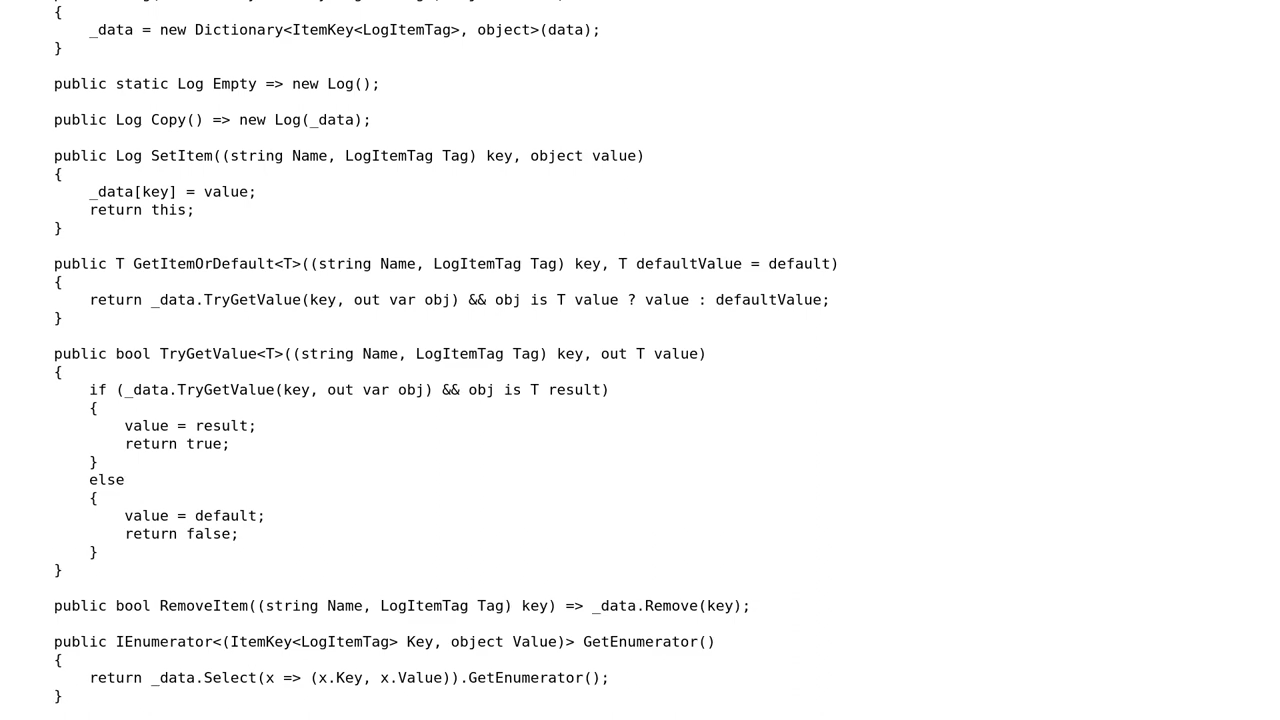 {
    _data = new Dictionary<ItemKey<LogItemTag>, object>(data);
}

public static Log Empty => new Log();

public Log Copy() => new Log(_data);

public Log SetItem((string Name, LogItemTag Tag) key, object value)
{
    _data[key] = value;
    return this;
}

public T GetItemOrDefault<T>((string Name, LogItemTag Tag) key, T defaultValue = default)
{
    return _data.TryGetValue(key, out var obj) && obj is T value ? value : defaultValue;
}

public bool TryGetValue<T>((string Name, LogItemTag Tag) key, out T value)
{
    if (_data.TryGetValue(key, out var obj) && obj is T result)
    {
        value = result;
        return true;
    }
    else
    {
        value = default;
        return false;
    }
}

public bool RemoveItem((string Name, LogItemTag Tag) key) => _data.Remove(key);

public IEnumerator<(ItemKey<LogItemTag> Key, object Value)> GetEnumerator()
{
    return _data.Select(x => (x.Key, x.Value)).GetEnumerator();
}